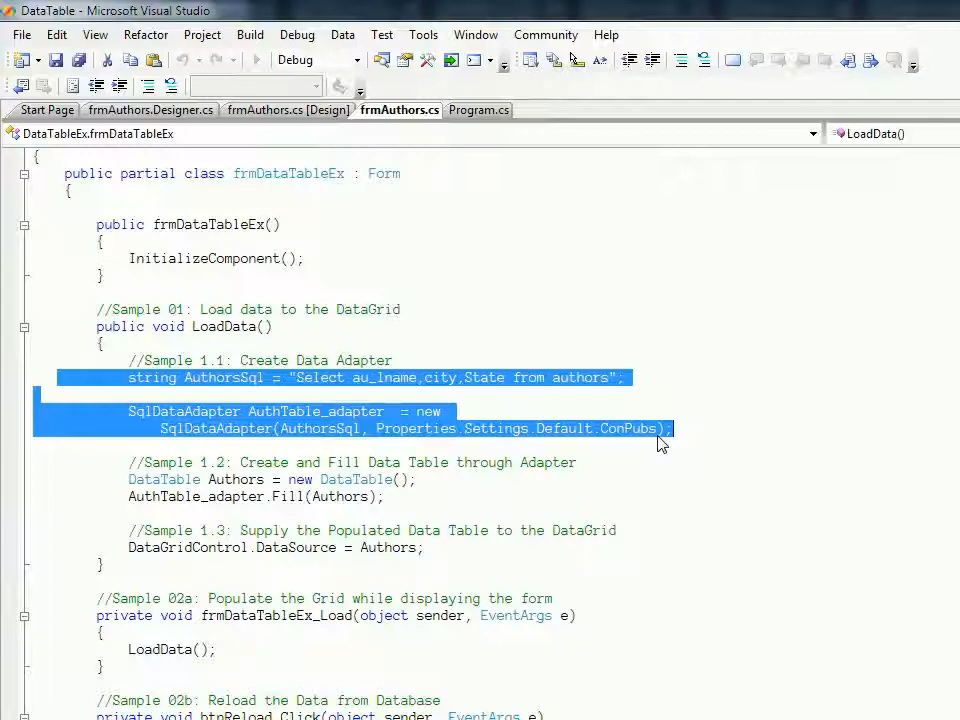 DataTable - Microsoft Visual Studio
File Edit View Refactor Project Build Debug Data Test Tools Window Community Help
Debug
Start Page frmAuthors.Designer.cs frmAuthors.cs [Design] frmAuthors.cs Program.cs
DataTableEx.frmDataTableEx LoadData()
{
public partial class frmDataTableEx : Form
{
public frmDataTableEx()
{
InitializeComponent();
}
//Sample 01: Load data to the DataGrid
public void LoadData()
{
//Sample 1.1: Create Data Adapter
string AuthorsSql = "Select au_lname,city,State from authors";
SqlDataAdapter AuthTable_adapter = new
SqlDataAdapter(AuthorsSql, Properties.Settings.Default.ConPubs);
//Sample 1.2: Create and Fill Data Table through Adapter
DataTable Authors = new DataTable();
AuthTable_adapter.Fill(Authors);
//Sample 1.3: Supply the Populated Data Table to the DataGrid
DataGridControl.DataSource = Authors;
}
//Sample 02a: Populate the Grid while displaying the form
private void frmDataTableEx_Load(object sender, EventArgs e)
{
LoadData();
}
//Sample 02b: Reload the Data from Database
private void btnReload_Click(object sender, EventArgs e)